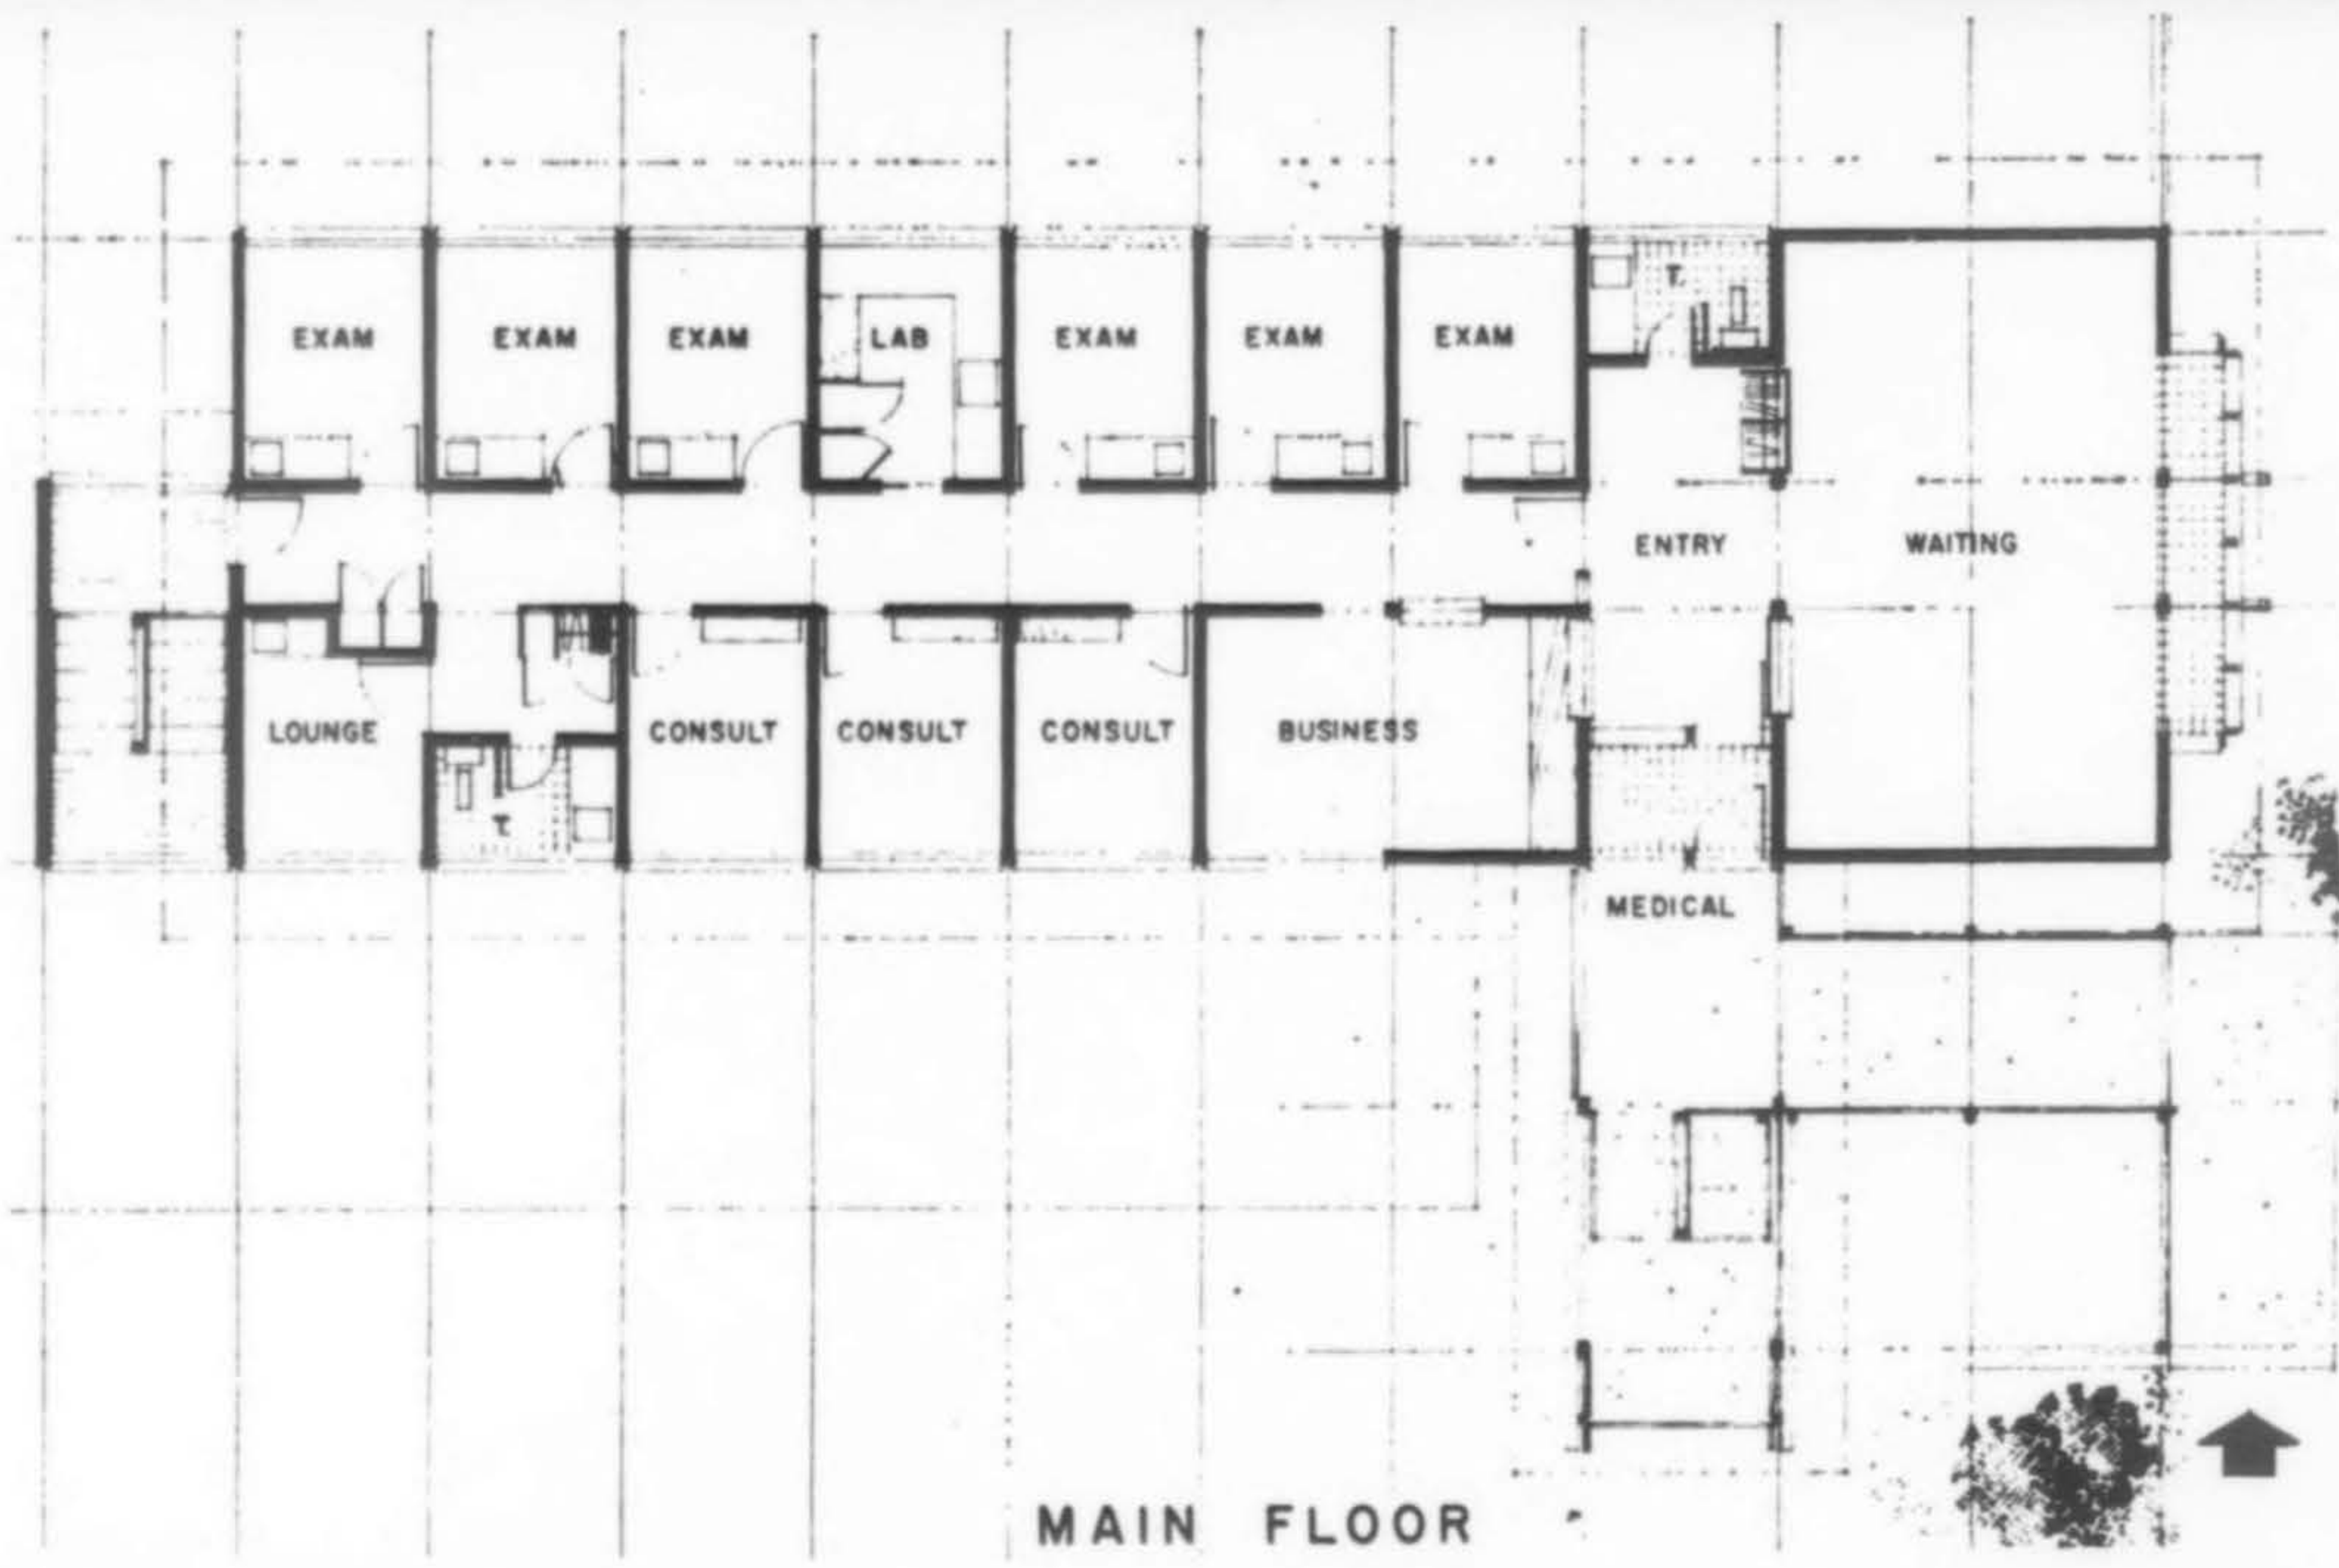 EXAM EXAM EXAM LAB EXAM EXAM EXAM T.
ENTRY WAITING
LOUNGE CONSULT CONSULT CONSULT BUSINESS
T.
MEDICAL
MAIN FLOOR